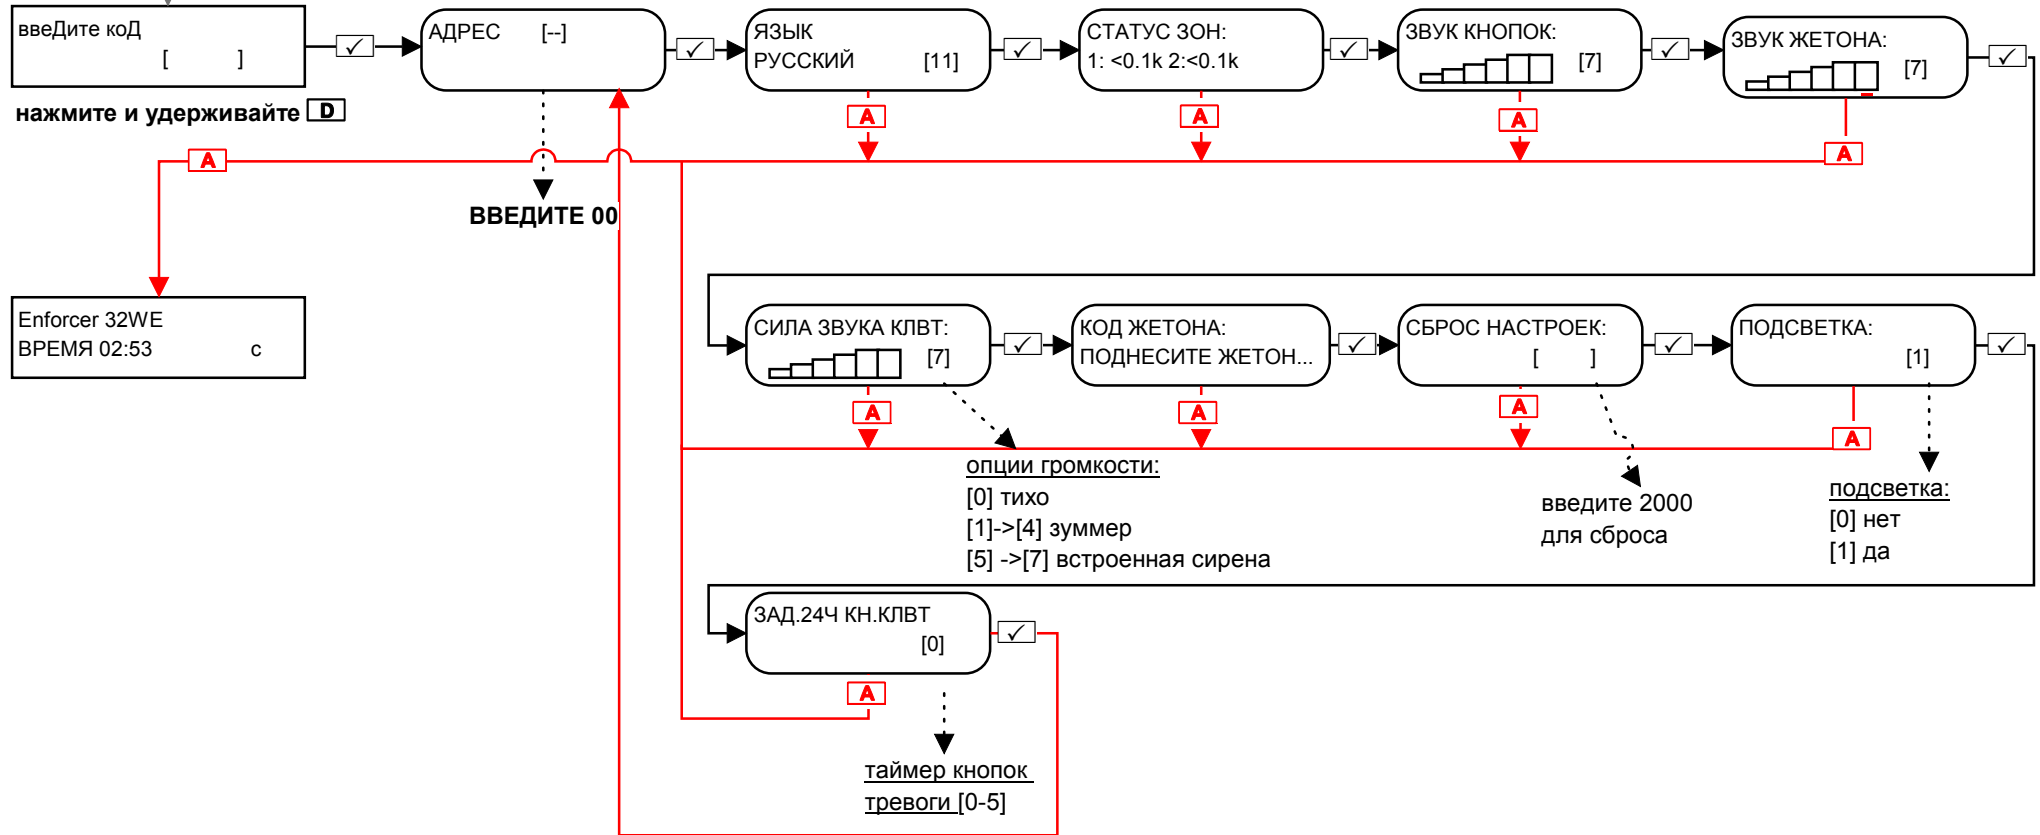 ввеДите коД
[ ]
нажмите и удерживайте D
АДРЕС [--]
ВВЕДИТЕ 00
ЯЗЫК
РУССКИЙ [11]
СТАТУС ЗОН:
1: <0.1k 2:<0.1k
ЗВУК КНОПОК:
[7]
ЗВУК ЖЕТОНА:
[7]
✓
✓
✓
✓
✓
✓
A
A
A
A
A
Enforcer 32WE
ВРЕМЯ 02:53 с
СИЛА ЗВУКА КЛВТ:
[7]
КОД ЖЕТОНА:
ПОДНЕСИТЕ ЖЕТОН...
СБРОС НАСТРОЕК:
[ ]
ПОДСВЕТКА:
[1]
✓
✓
✓
✓
A
A
A
A
опции громкости:
[0] тихо
[1]->[4] зуммер
[5] ->[7] встроенная сирена
введите 2000
для сброса
подсветка:
[0] нет
[1] да
ЗАД.24Ч КН.КЛВТ
[0]
✓
A
таймер кнопок
тревоги [0-5]